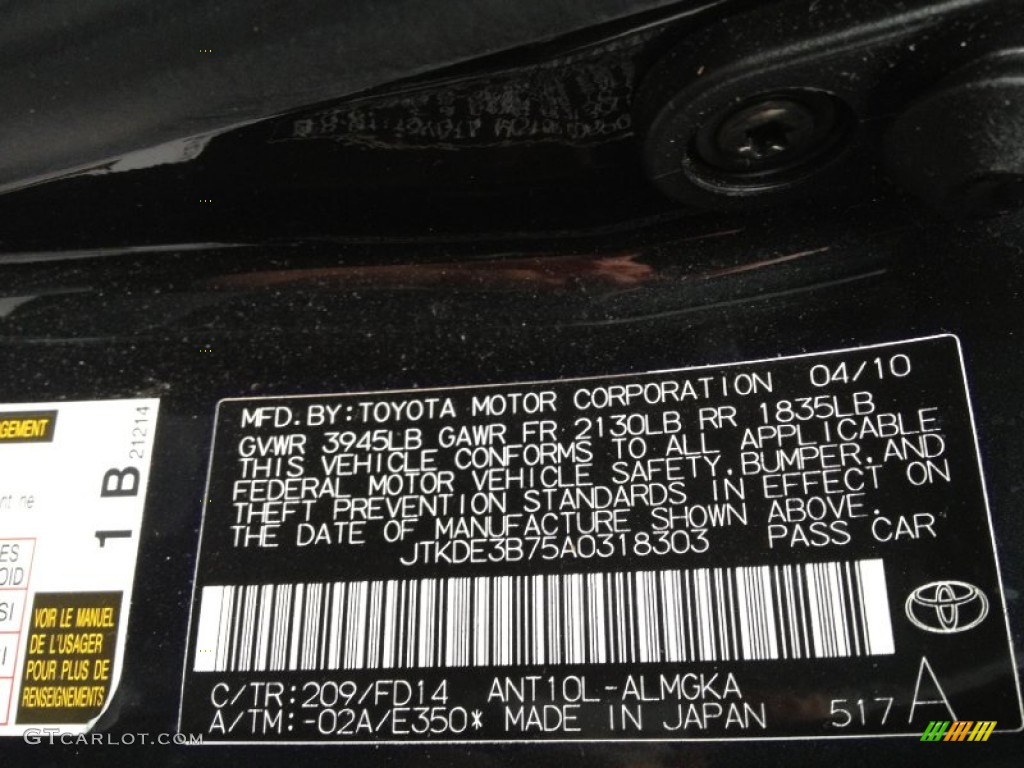 MFD. BY: TOYOTA MOTOR CORPORATION 04/10
GVWR 3945LB GAWR FR 2130LB RR 1835LB
THIS VEHICLE CONFORMS TO ALL APPLICABLE
FEDERAL MOTOR VEHICLE SAFETY, BUMPER, AND
THEFT PREVENTION STANDARDS IN EFFECT ON
THE DATE OF MANUFACTURE SHOWN ABOVE.
JTKDE3B75A0318303 PASS CAR
C/TR: 209/FD14 ANT10L-ALMGKA
A/TM: -02A/E350* MADE IN JAPAN 517 A
1 B
21214
VOIR LE MANUEL
DE L'USAGER
POUR PLUS DE
RENSEIGNEMENTS
GTCarlot.com